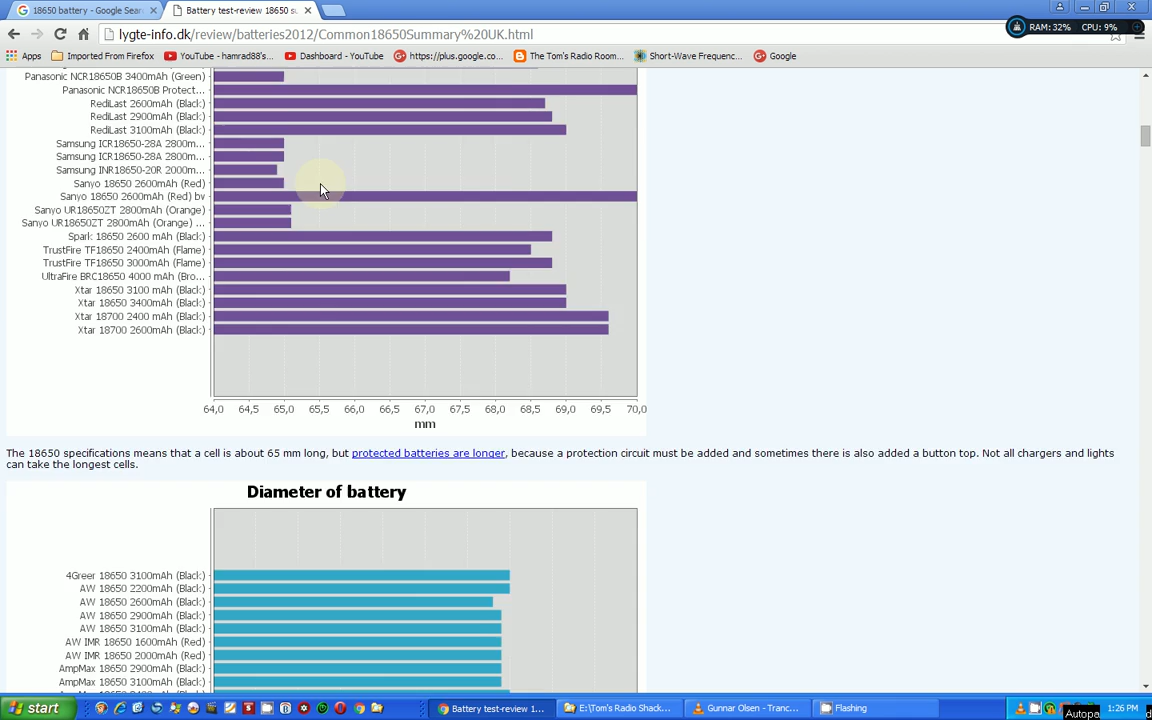 18650 battery - Google Sear
Battery test-review 18650 su
lygte-info.dk/review/batteries2012/Common18650Summary%20UK.html
RAM: 32% CPU: 9%
Apps
Imported From Firefox
YouTube - hamrad88's...
Dashboard - YouTube
https://plus.google.co...
The Tom's Radio Room...
Short-Wave Frequenc...
Google
Panasonic NCR18650B 3400mAh (Green)
Panasonic NCR18650B Protect...
RediLast 2600mAh (Black)
RediLast 2900mAh (Black)
RediLast 3100mAh (Black)
Samsung ICR18650-28A 2800m...
Samsung ICR18650-28A 2800m...
Samsung INR18650-20R 2000m...
Sanyo 18650 2600mAh (Red)
Sanyo 18650 2600mAh (Red) bv
Sanyo UR18650ZT 2800mAh (Orange)
Sanyo UR18650ZT 2800mAh (Orange) ...
Spark 18650 2600 mAh (Black)
TrustFire TF18650 2400mAh (Flame)
TrustFire TF18650 3000mAh (Flame)
UltraFire BRC18650 4000 mAh (Bro...
Xtar 18650 3100 mAh (Black)
Xtar 18650 3400mAh (Black)
Xtar 18700 2400 mAh (Black)
Xtar 18700 2600mAh (Black)
64,0 64,5 65,0 65,5 66,0 66,5 67,0 67,5 68,0 68,5 69,0 69,5 70,0
mm
The 18650 specifications means that a cell is about 65 mm long, but protected batteries are longer, because a protection circuit must be added and sometimes there is also added a button top. Not all chargers and lights
can take the longest cells.
Diameter of battery
4Greer 18650 3100mAh (Black)
AW 18650 2200mAh (Black)
AW 18650 2600mAh (Black)
AW 18650 2900mAh (Black)
AW 18650 3100mAh (Black)
AW IMR 18650 1600mAh (Red)
AW IMR 18650 2000mAh (Red)
AmpMax 18650 2900mAh (Black)
AmpMax 18650 3100mAh (Black)
start
Battery test-review 1...
E:\Tom's Radio Shack...
Gunnar Olsen - Tranc...
Flashing
1:26 PM
Autopa